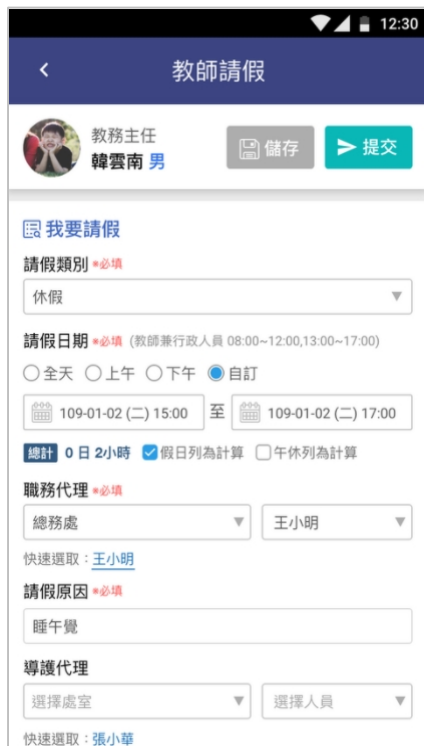 12:30
教師請假
教務主任
韓雲南 男
儲存
提交
我要請假
請假類別 *必填
休假
請假日期 *必填 (教師兼行政人員 08:00~12:00,13:00~17:00)
全天 上午 下午 自訂
109-01-02 (二) 15:00 至 109-01-02 (二) 17:00
總計 0 日 2小時 假日列為計算 午休列為計算
職務代理 *必填
總務處 王小明
快速選取：王小明
請假原因 *必填
睡午覺
導護代理
選擇處室 選擇人員
快速選取：張小華